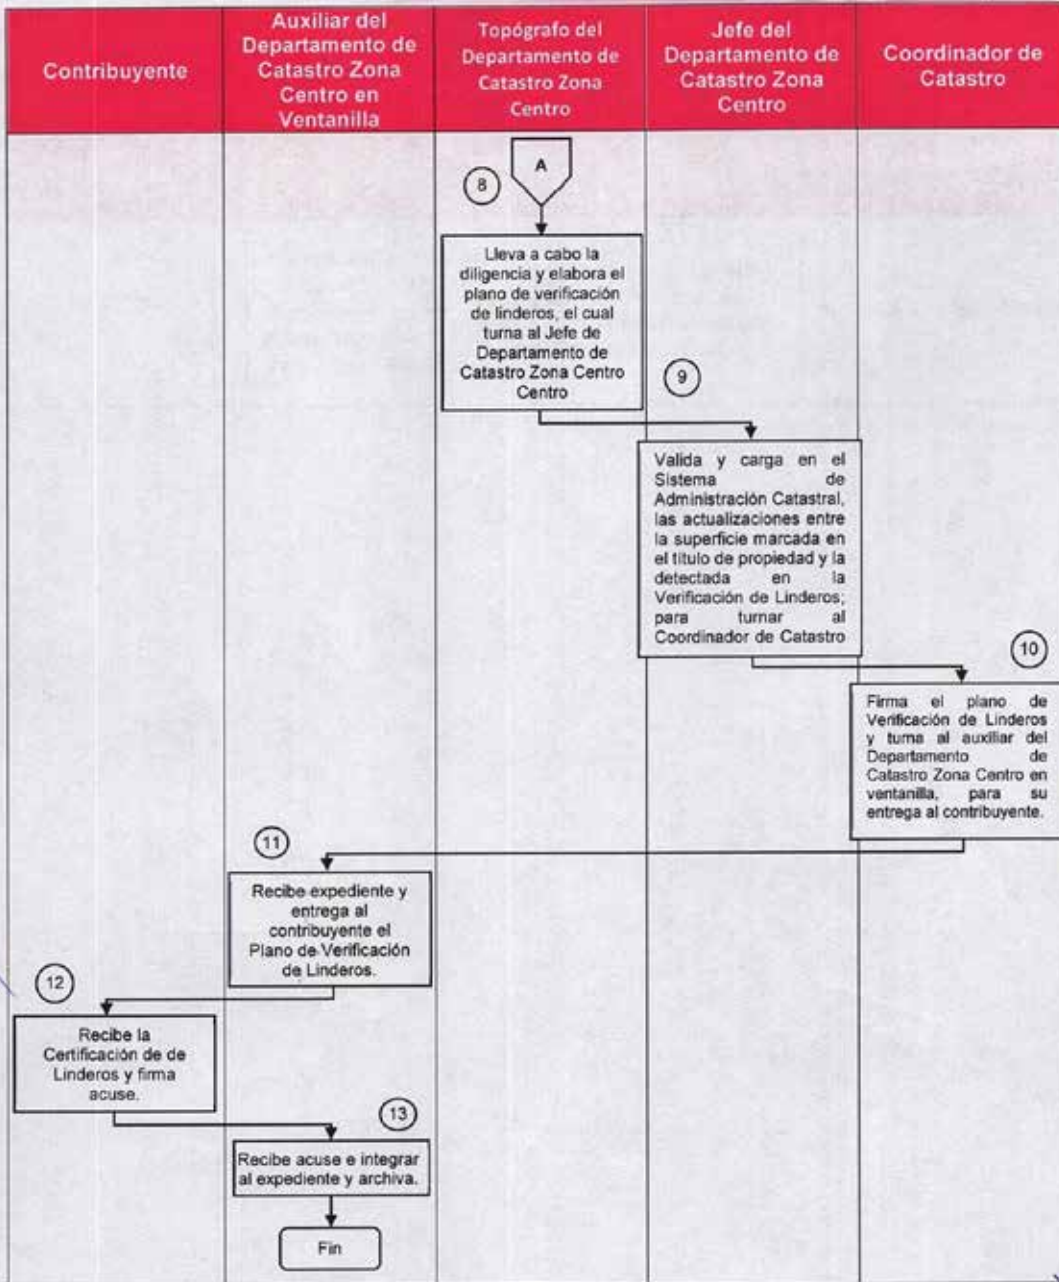 Contribuyente
Auxiliar del
Departamento de
Catastro Zona
Centro en
Ventanilla
Topógrafo del
Departamento de
Catastro Zona
Centro
Jefe del
Departamento de
Catastro Zona
Centro
Coordinador de
Catastro
A
8
Lleva a cabo la
diligencia y elabora el
plano de verificación
de linderos, el cual
turna al Jefe de
Departamento de
Catastro Zona Centro
Centro
9
Valida y carga en el
Sistema de
Administración Catastral,
las actualizaciones entre
la superficie marcada en
el título de propiedad y la
detectada en la
Verificación de Linderos,
para turnar al
Coordinador de Catastro
10
Firma el plano de
Verificación de Linderos
y turna al auxiliar del
Departamento de
Catastro Zona Centro en
ventanilla, para su
entrega al contribuyente.
11
Recibe expediente y
entrega al
contribuyente el
Plano de Verificación
de Linderos.
12
Recibe la
Certificación de de
Linderos y firma
acuse.
13
Recibe acuse e integrar
al expediente y archiva.
Fin